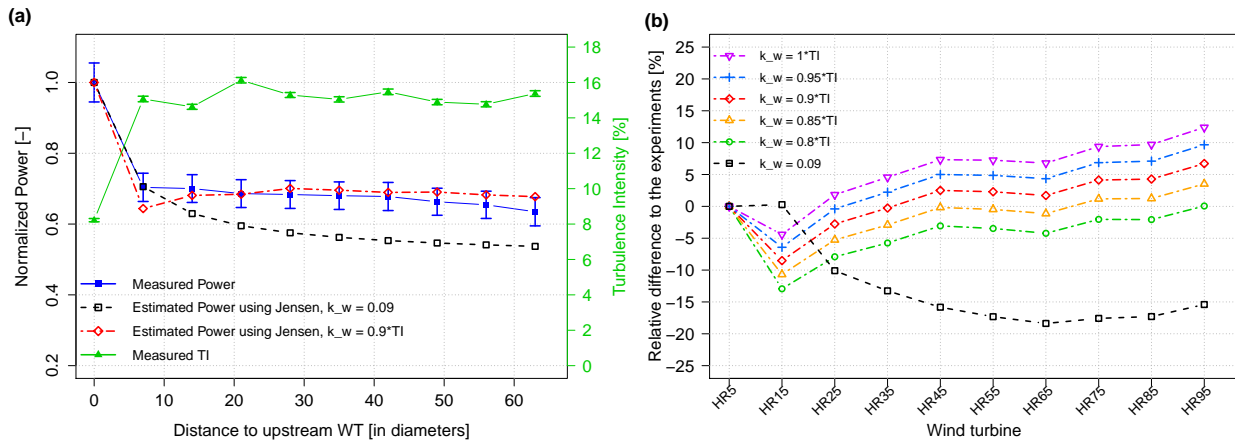 (a)
Normalized Power [−]
1.0
0.8
0.6
0.4
0.2
18
16
14
12
10
8
6
4
2
0
Turbulence Intensity [%]
Measured Power
Estimated Power using Jensen, k_w = 0.09
Estimated Power using Jensen, k_w = 0.9*TI
Measured TI
0 10 20 30 40 50 60
Distance to upstream WT [in diameters]
(b)
Relative difference to the experiments [%]
25
20
15
10
5
0
−5
−10
−15
−20
−25
k_w = 1*TI
k_w = 0.95*TI
k_w = 0.9*TI
k_w = 0.85*TI
k_w = 0.8*TI
k_w = 0.09
HR5 HR15 HR25 HR35 HR45 HR55 HR65 HR75 HR85 HR95
Wind turbine